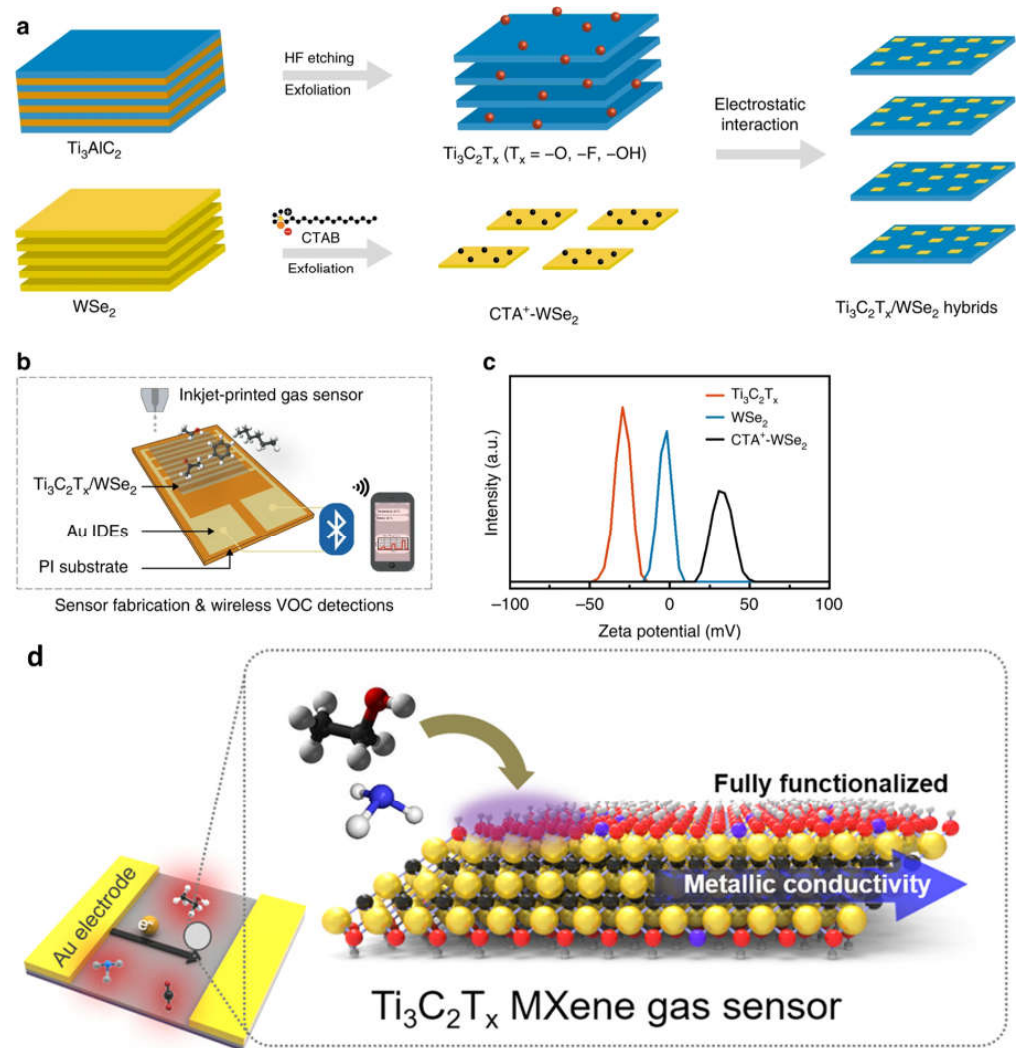 a
HF etching
Exfoliation
Ti₃AlC₂
Ti₃C₂Tₓ (Tₓ = –O, –F, –OH)
Electrostatic
interaction
CTAB
Exfoliation
WSe₂
CTA⁺-WSe₂
Ti₃C₂Tₓ/WSe₂ hybrids
b
Inkjet-printed gas sensor
Ti₃C₂Tₓ/WSe₂
Au IDEs
PI substrate
Sensor fabrication & wireless VOC detections
c
Ti₃C₂Tₓ
WSe₂
CTA⁺-WSe₂
Intensity (a.u.)
–100 –50 0 50 100
Zeta potential (mV)
d
Fully functionalized
Metallic conductivity
Au electrode
e⁻
Ti₃C₂Tₓ MXene gas sensor